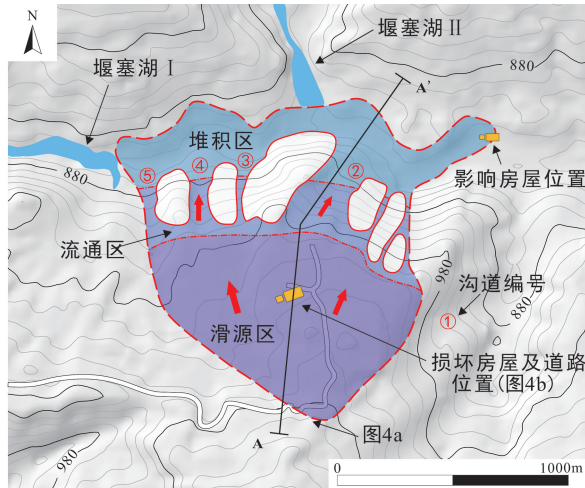 N
堰塞湖Ⅱ
堰塞湖Ⅰ
880
A'
堆积区
⑤
④
③
②
880
影响房屋位置
流通区
980
沟道编号
①
880
滑源区
损坏房屋及道路
位置(图4b)
A
图4a
980
0
1000m